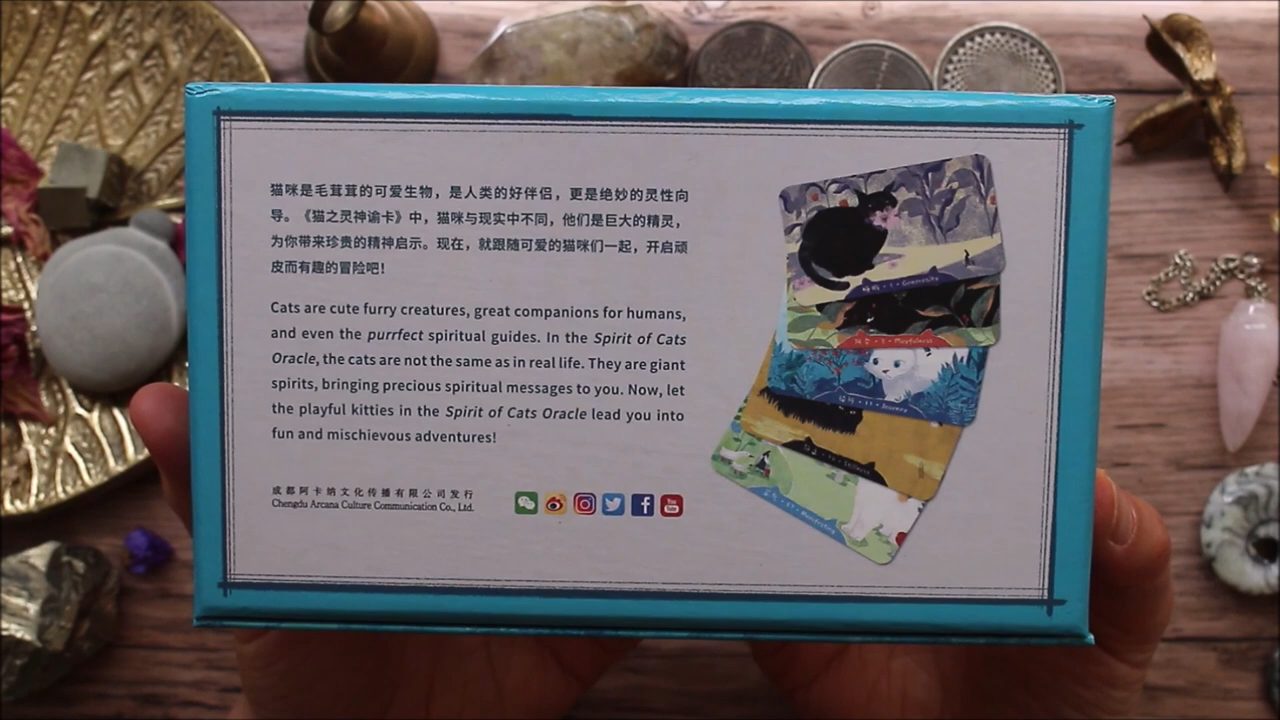 猫咪是毛茸茸的可爱生物，是人类的好伴侣，更是绝妙的灵性向
导。《猫之灵神谕卡》中，猫咪与现实中不同，他们是巨大的精灵，
为你带来珍贵的精神启示。现在，就跟随可爱的猫咪们一起，开启顽
皮而有趣的冒险吧！
Cats are cute furry creatures, great companions for humans,
and even the purrfect spiritual guides. In the Spirit of Cats
Oracle, the cats are not the same as in real life. They are giant
spirits, bringing precious spiritual messages to you. Now, let
the playful kitties in the Spirit of Cats Oracle lead you into
fun and mischievous adventures!
成都阿卡纳文化传播有限公司发行
Chengdu Arcana Culture Communication Co., Ltd.
You
Tube